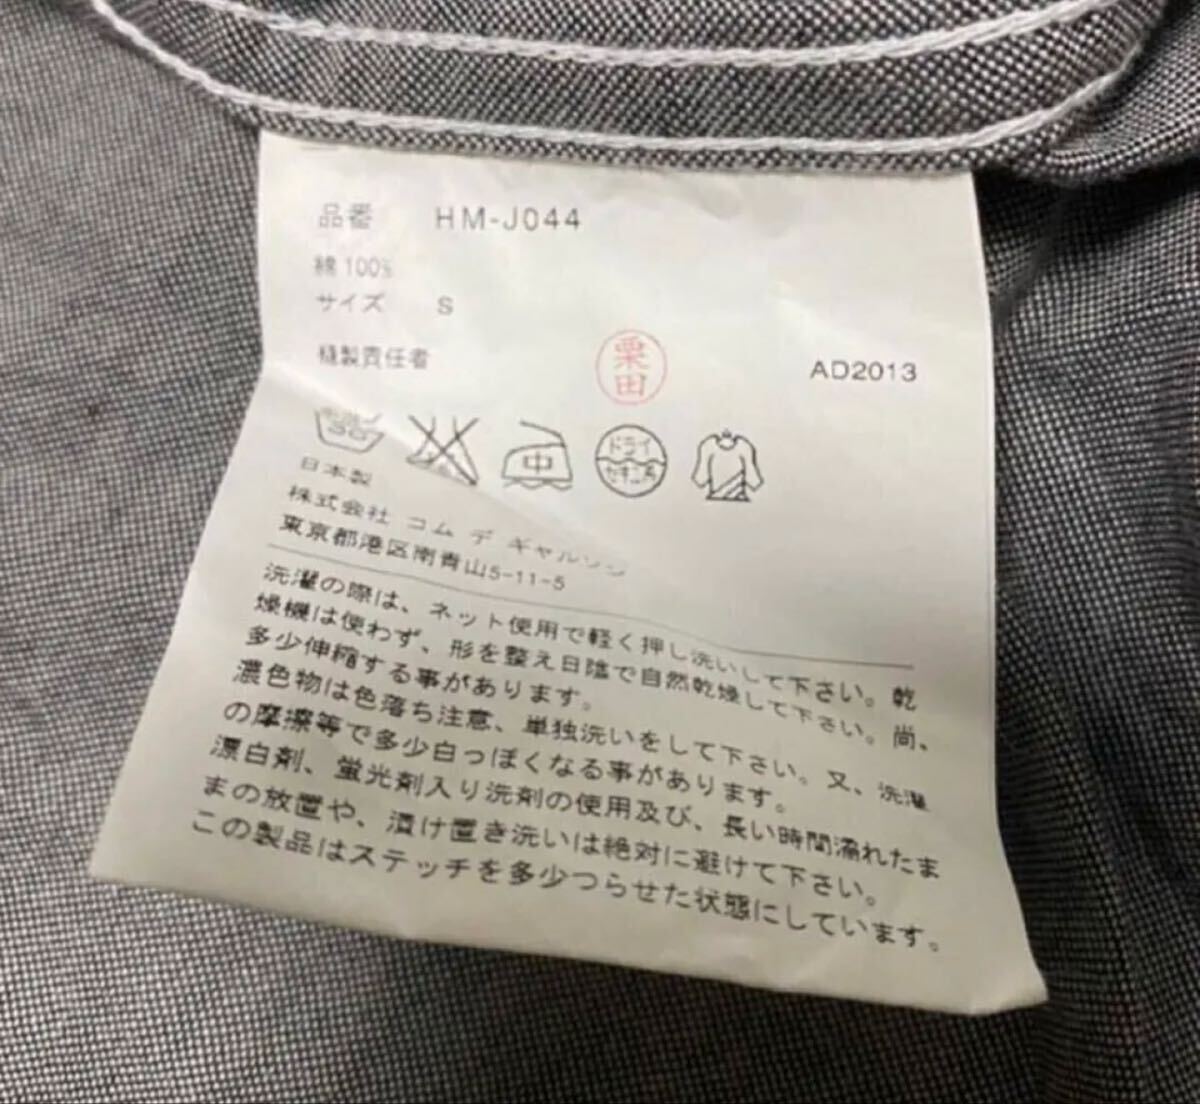 品番 HM-J044
綿 100%
サイズ S
縫製責任者 栗田 AD2013
中 ドライ
日本製
株式会社 コム デ ギャルソン
東京都港区南青山5-11-5
洗濯の際は、ネット使用で軽く押し洗いして下さい。乾
燥機は使わず、形を整え日陰で自然乾燥して下さい。尚、
多少伸縮する事があります。
濃色物は色落ち注意、単独洗いをして下さい。又、洗濯
の摩擦等で多少白っぽくなる事があります。
漂白剤、蛍光剤入り洗剤の使用及び、長い時間濡れたま
まの放置や、漬け置き洗いは絶対に避けて下さい。
この製品はステッチを多少つらせた状態にしています。